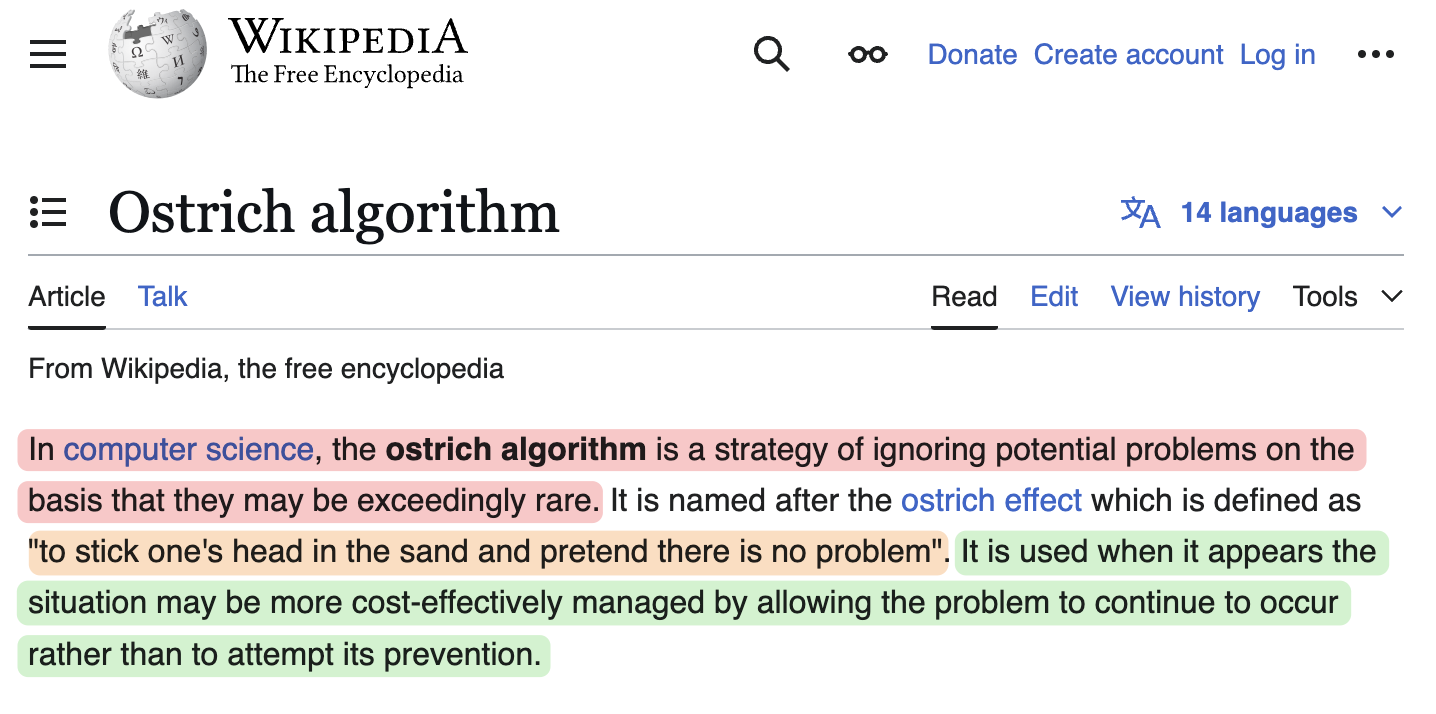 WIKIPEDIA
The Free Encyclopedia
Donate Create account Log in
Ostrich algorithm
14 languages
Article Talk Read Edit View history Tools
From Wikipedia, the free encyclopedia
In computer science, the ostrich algorithm is a strategy of ignoring potential problems on the
basis that they may be exceedingly rare. It is named after the ostrich effect which is defined as
"to stick one's head in the sand and pretend there is no problem". It is used when it appears the
situation may be more cost-effectively managed by allowing the problem to continue to occur
rather than to attempt its prevention.